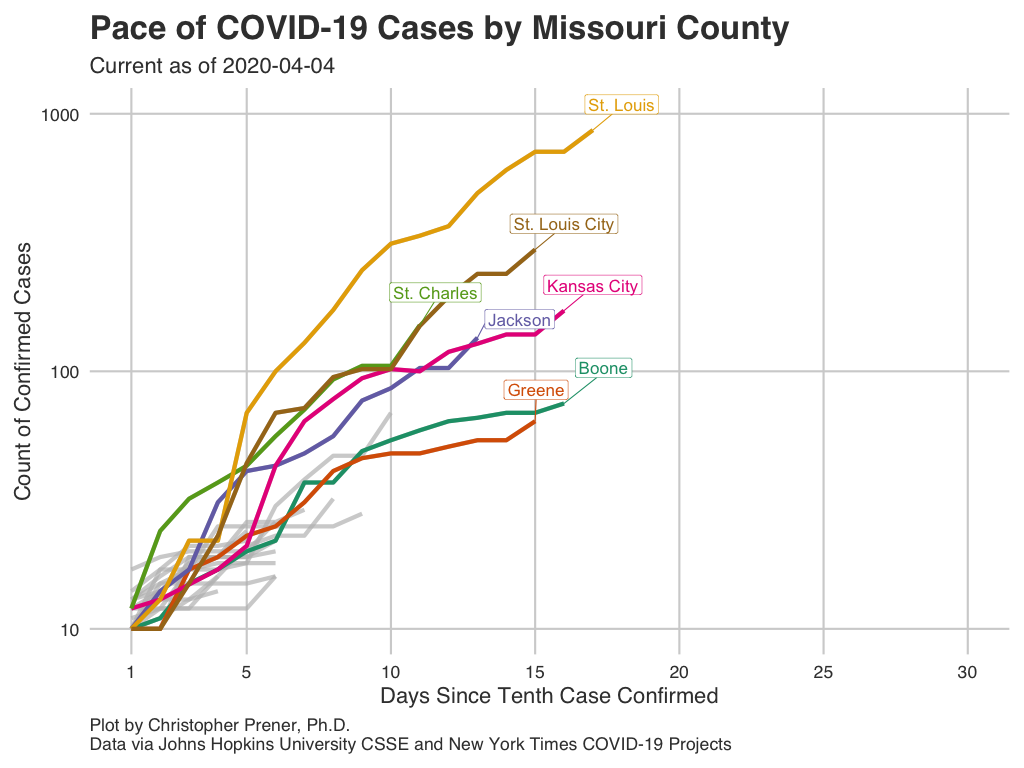 Pace of COVID-19 Cases by Missouri County
Current as of 2020-04-04
Count of Confirmed Cases
1000
100
10
St. Louis
St. Louis City
St. Charles
Kansas City
Jackson
Boone
Greene
1 5 10 15 20 25 30
Days Since Tenth Case Confirmed
Plot by Christopher Prener, Ph.D.
Data via Johns Hopkins University CSSE and New York Times COVID-19 Projects